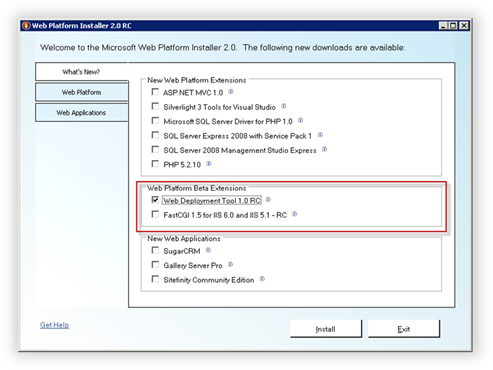 Web Platform Installer 2.0 RC
Welcome to the Microsoft Web Platform Installer 2.0. The following new downloads are available:
What's New?
Web Platform
Web Applications
New Web Platform Extensions
ASP.NET MVC 1.0
Silverlight 3 Tools for Visual Studio
Microsoft SQL Server Driver for PHP 1.0
SQL Server Express 2008 with Service Pack 1
SQL Server 2008 Management Studio Express
PHP 5.2.10
Web Platform Beta Extensions
Web Deployment Tool 1.0 RC
FastCGI 1.5 for IIS 6.0 and IIS 5.1 - RC
New Web Applications
SugarCRM
Gallery Server Pro
Sitefinity Community Edition
Get Help
Install
Exit